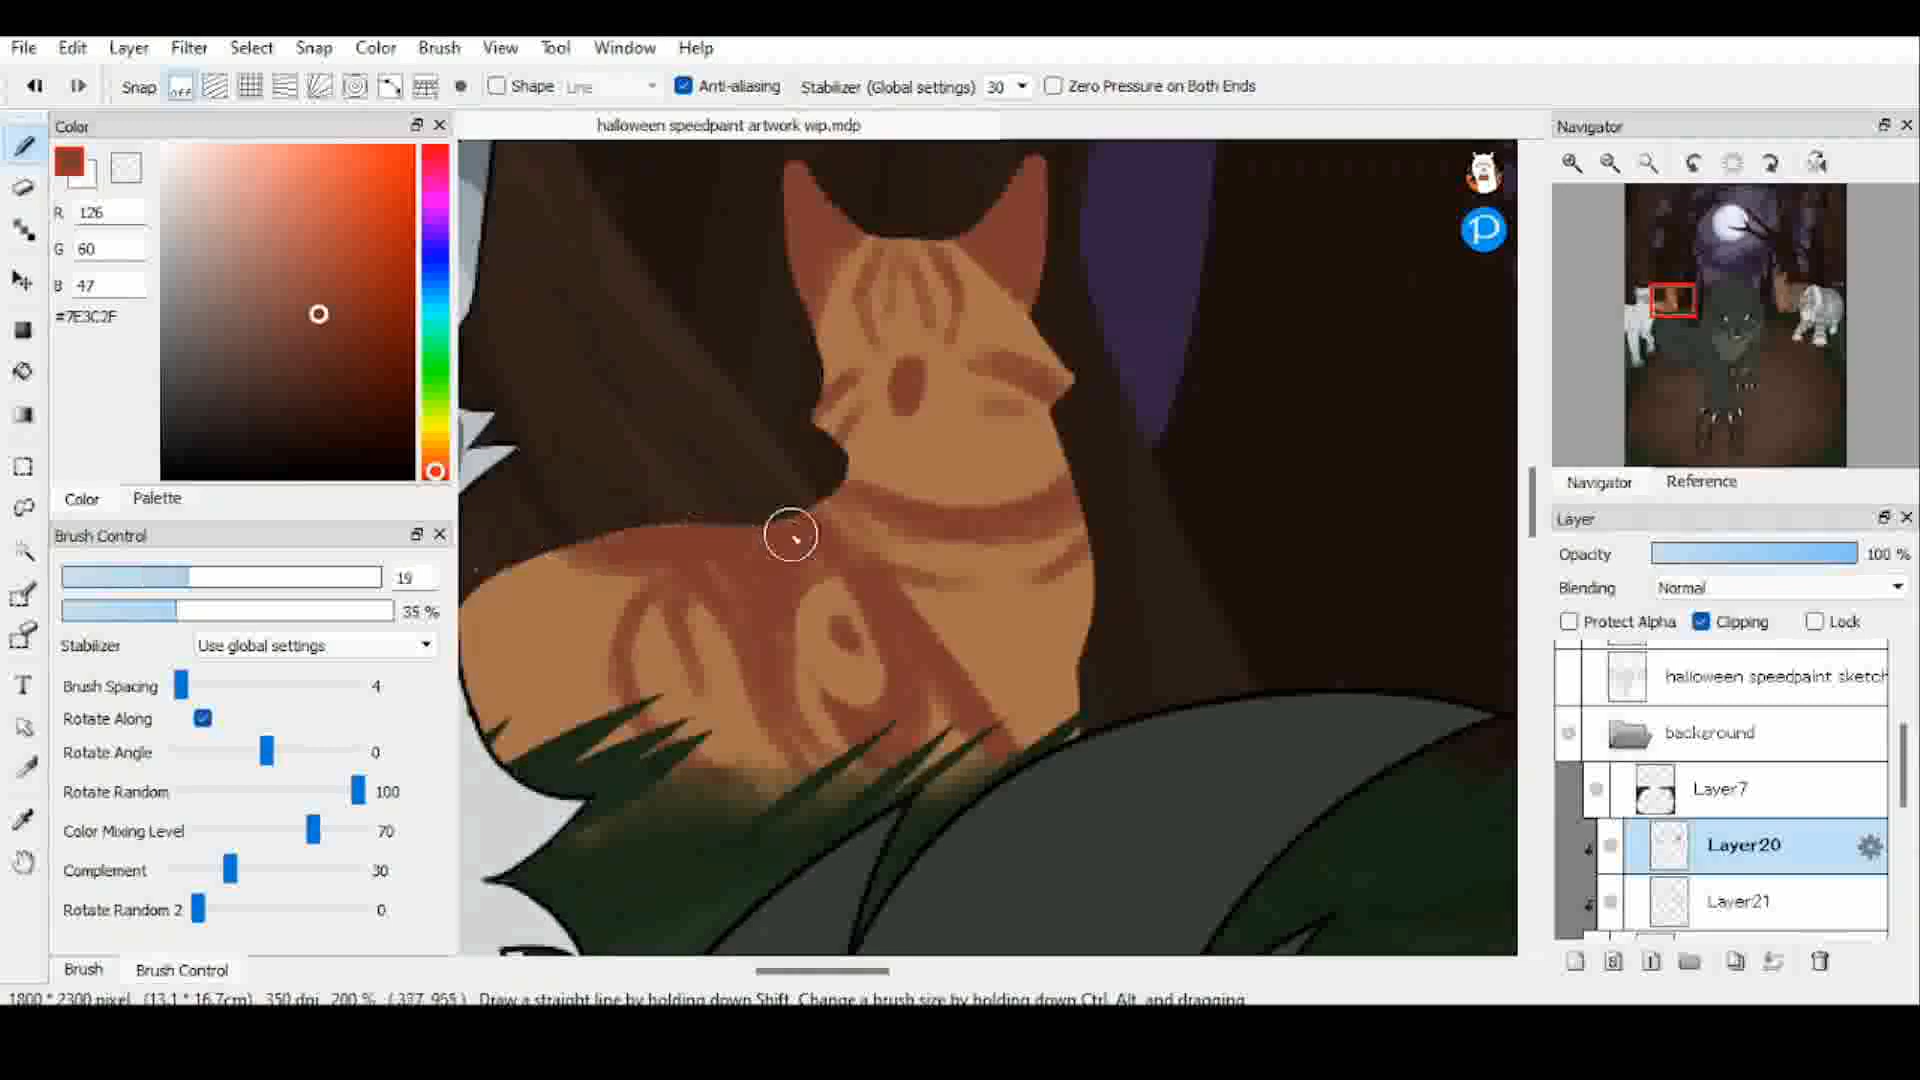 File Edit Layer Filter Select Snap Color Brush View Tool Window Help
Snap OFF Shape Line Anti-aliasing Stabilizer (Global settings) 30 Zero Pressure on Both Ends
Color
halloween speedpaint artwork wip.mdp
Navigator
R 126
G 60
B 47
#7E3C2F
Color Palette
Navigator Reference
Brush Control
Layer
Opacity 100 %
19
Blending Normal
35 %
Protect Alpha Clipping Lock
Stabilizer Use global settings
halloween speedpaint sketch
Brush Spacing 4
Rotate Along
background
Rotate Angle 0
Layer7
Rotate Random 100
Color Mixing Level 70
Layer20
Complement 30
Layer21
Rotate Random 2 0
Brush Brush Control
1800 * 2300 pixel (13.1 * 16.7cm) 350 dpi 200 % ( 387, 955 ) Draw a straight line by holding down Shift, Change a brush size by holding down Ctrl, Alt, and dragging